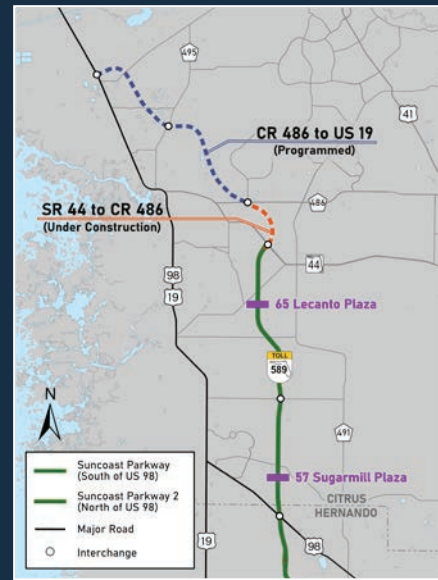 495
41
CR 486 to US 19
(Programmed)
SR 44 to CR 486
(Under Construction)
486
44
98
19
65 Lecanto Plaza
TOLL
589
N
491
57 Sugarmill Plaza
CITRUS
HERNANDO
Suncoast Parkway
(South of US 98)
Suncoast Parkway 2
(North of US 98)
Major Road
Interchange
19
98